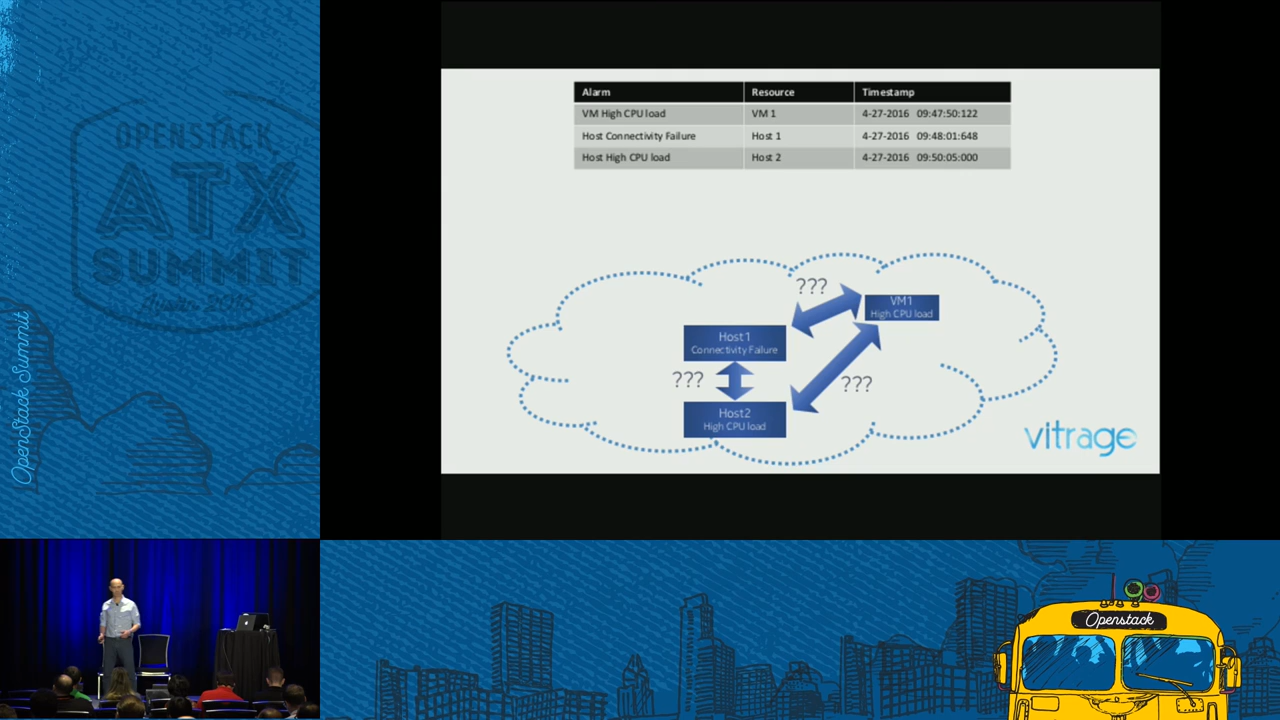 OPENSTACK
ATX
SUMMIT
Austin 2016
OpenStack Summit
Alarm Resource Timestamp
VM High CPU load VM 1 4-27-2016 09:47:50:122
Host Connectivity Failure Host 1 4-27-2016 09:48:01:648
Host High CPU load Host 2 4-27-2016 09:50:05:000
???
VM1
High CPU load
Host1
Connectivity Failure
???
???
Host2
High CPU load
vitrage
Openstack